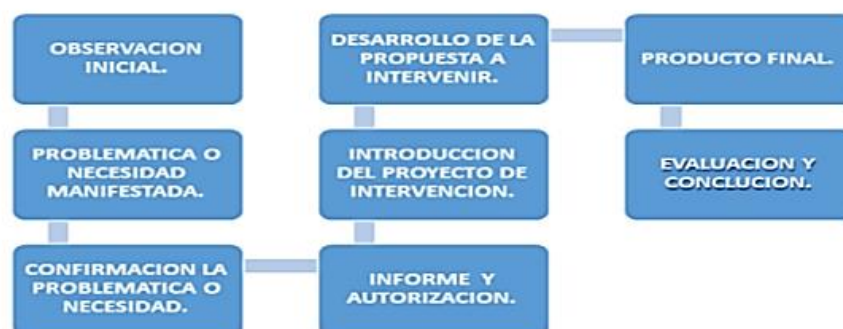 OBSERVACION
INICIAL.
PROBLEMATICA O
NECESIDAD
MANIFESTADA.
CONFIRMACION LA
PROBLEMATICA O
NECESIDAD.
INFORME Y
AUTORIZACION.
INTRODUCCION
DEL PROYECTO DE
INTERVENCION.
DESARROLLO DE LA
PROPUESTA A
INTERVENIR.
PRODUCTO FINAL.
EVALUACION Y
CONCLUCION.